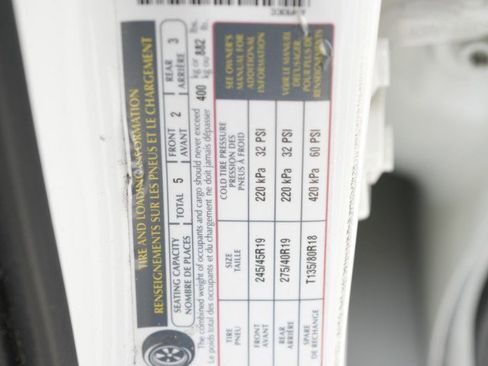 TIRE AND LOADING INFORMATION
RENSEIGNEMENTS SUR LES PNEUS ET LE CHARGEMENT
SEATING CAPACITY
NOMBRE DE PLACES
TOTAL 5
FRONT
AVANT 2
REAR
ARRIÈRE 3
The combined weight of occupants and cargo should never exceed
Le poids total des occupants et du chargement ne doit jamais dépasser
400 kg or 882 lbs.
kg ou lb.
TIRE
PNEU
SIZE
TAILLE
COLD TIRE PRESSURE
PRESSION DES
PNEUS À FROID
SEE OWNER'S
MANUAL FOR
ADDITIONAL
INFORMATION
VOIR LE MANUEL
DE L'USAGER
POUR PLUS DE
RENSEIGNEMENTS
FRONT
AVANT
245/45R19
220 kPa 32 PSI
REAR
ARRIÈRE
275/40R19
220 kPa 32 PSI
SPARE
DE RECHANGE
T135/80R18
420 kPa 60 PSI